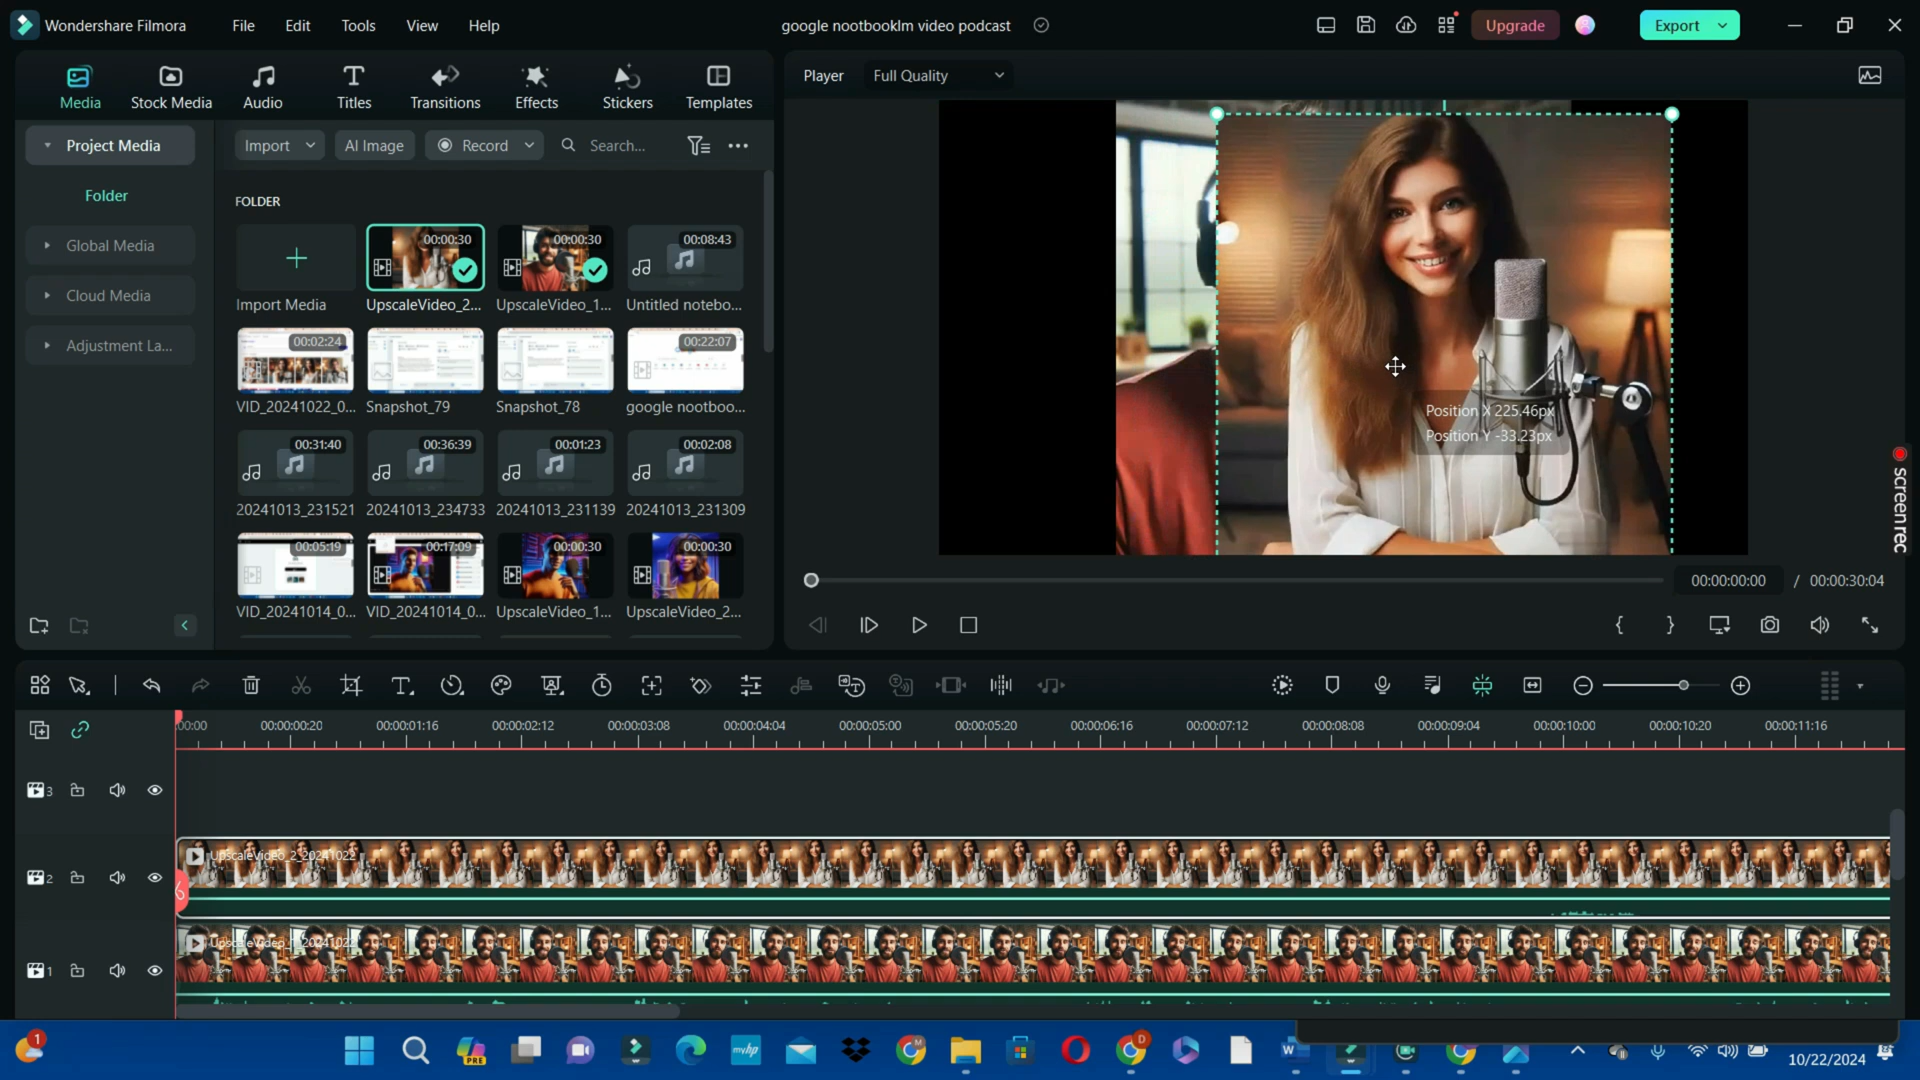 Wondershare Filmora File Edit Tools View Help google nootbooklm video podcast Upgrade Export
Media Stock Media Audio Titles Transitions Effects Stickers Templates
Player Full Quality
Project Media
Folder
Global Media
Cloud Media
Adjustment La...
Import AI Image Record Search...
FOLDER
00:00:30 00:00:30 00:08:43
Import Media UpscaleVideo_2... UpscaleVideo_1... Untitled notebo...
00:02:24 00:22:07
VID_20241022_0... Snapshot_79 Snapshot_78 google nootboo...
00:31:40 00:36:39 00:01:23 00:02:08
20241013_231521 20241013_234733 20241013_231139 20241013_231309
00:05:19 00:17:09 00:00:30 00:00:30
VID_20241014_0... VID_20241014_0... UpscaleVideo_1... UpscaleVideo_2...
Position X 225.46px
Position Y -33.23px
screenrec
00:00:00:00 / 00:00:30:04
00:00 00:00:00:20 00:00:01:16 00:00:02:12 00:00:03:08 00:00:04:04 00:00:05:00 00:00:05:20 00:00:06:16 00:00:07:12 00:00:08:08 00:00:09:04 00:00:10:00 00:00:10:20 00:00:11:16
3
UpscaleVideo_2_20241022
2
UpscaleVideo_1_20241022
1
1 PRE myhp M D W 10/22/2024